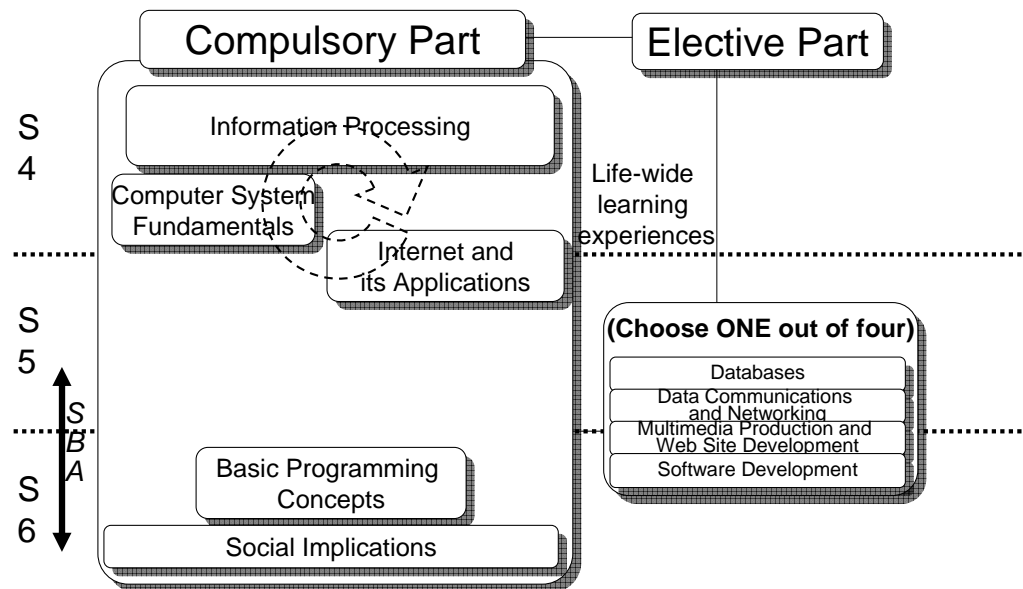 Compulsory Part
Elective Part
S
4
Information Processing
Computer System
Fundamentals
Life-wide
learning
experiences
Internet and
its Applications
S
5
(Choose ONE out of four)
Databases
Data Communications
and Networking
Multimedia Production and
Web Site Development
Software Development
S
B
A
S
6
Basic Programming
Concepts
Social Implications